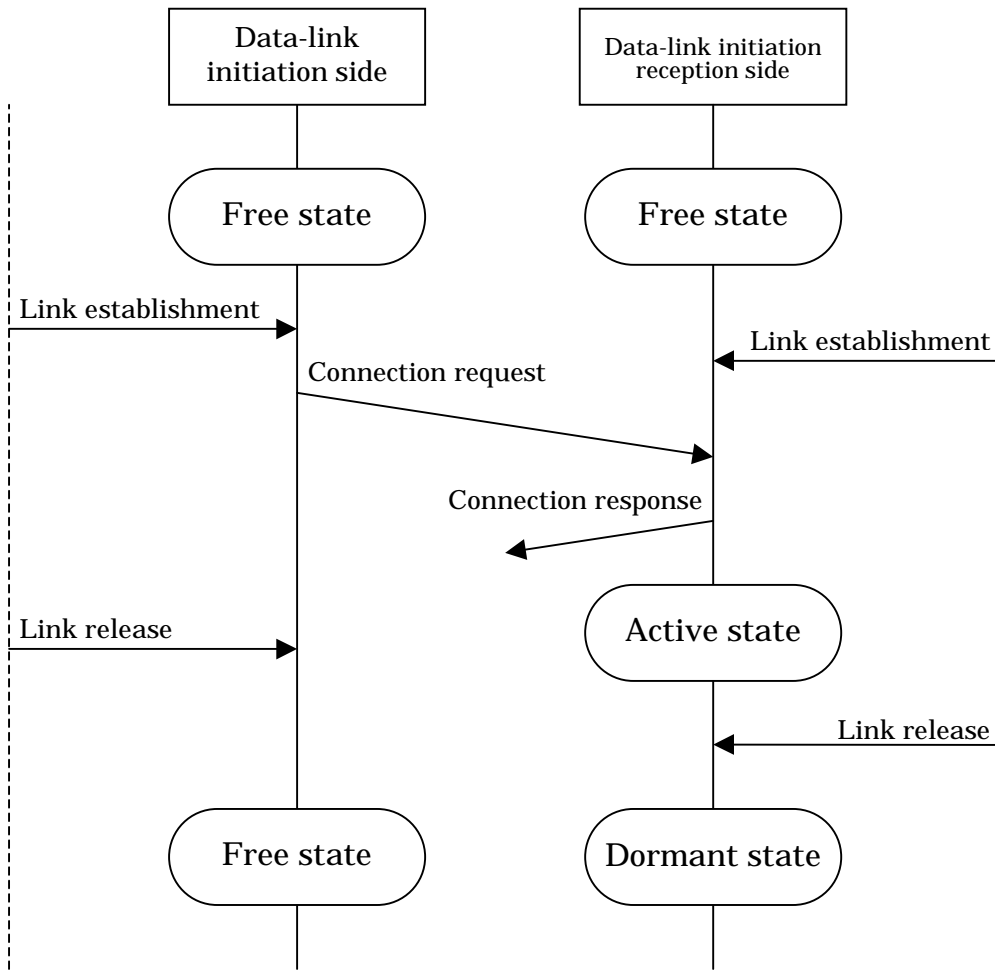 Data-link
initiation side
Data-link initiation
reception side
Free state
Free state
Link establishment
Link establishment
Connection request
Connection response
Link release
Active state
Link release
Free state
Dormant state